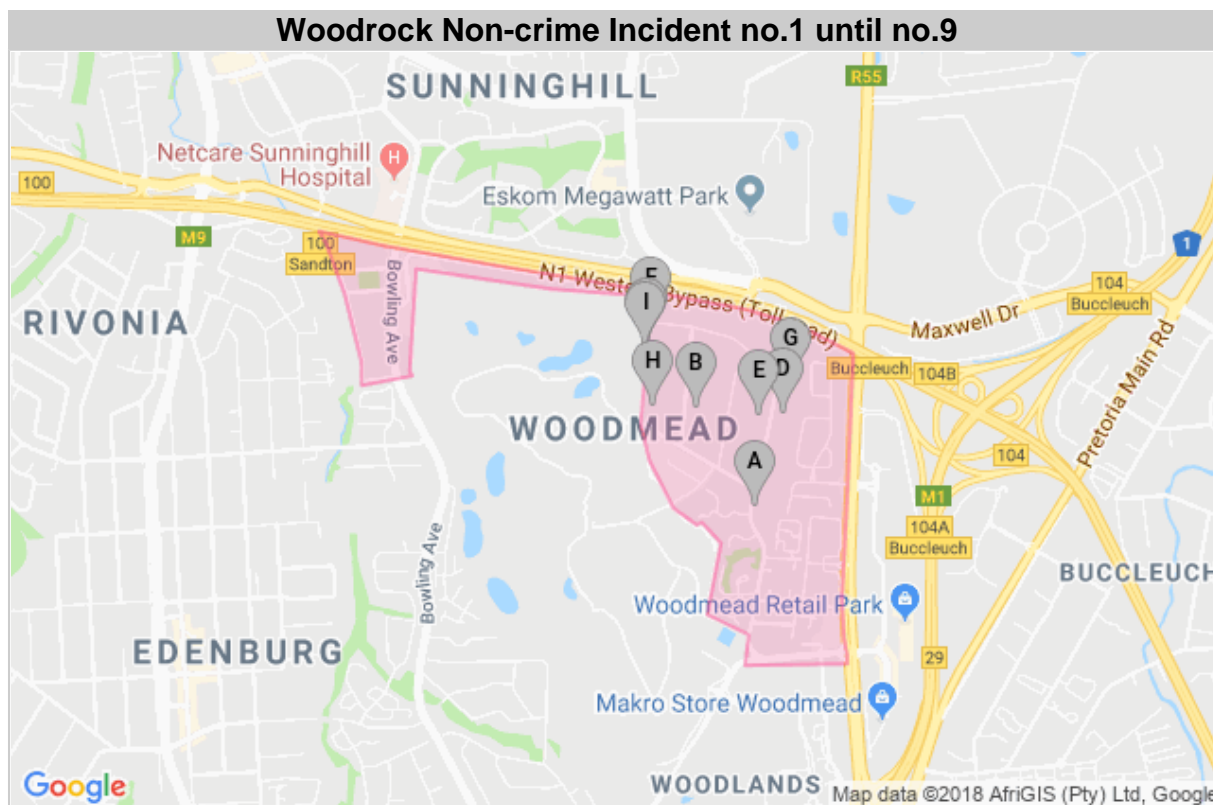 Woodrock Non-crime Incident no.1 until no.9
SUNNINGHILL
R55
Netcare Sunninghill
Hospital
H
100
Eskom Megawatt Park
M9
100
Sandton
1
Bowling Ave
N1 Western Bypass (Toll road)
104
Buccleuch
F
I
RIVONIA
Maxwell Dr
G
H
B
E
D
Buccleuch
104B
Pretoria Main Rd
WOODMEAD
A
104
M1
104A
Buccleuch
Bowling Ave
BUCCLEUCH
Woodmead Retail Park
EDENBURG
29
Makro Store Woodmead
WOODLANDS
Google
Map data ©2018 AfriGIS (Pty) Ltd, Google